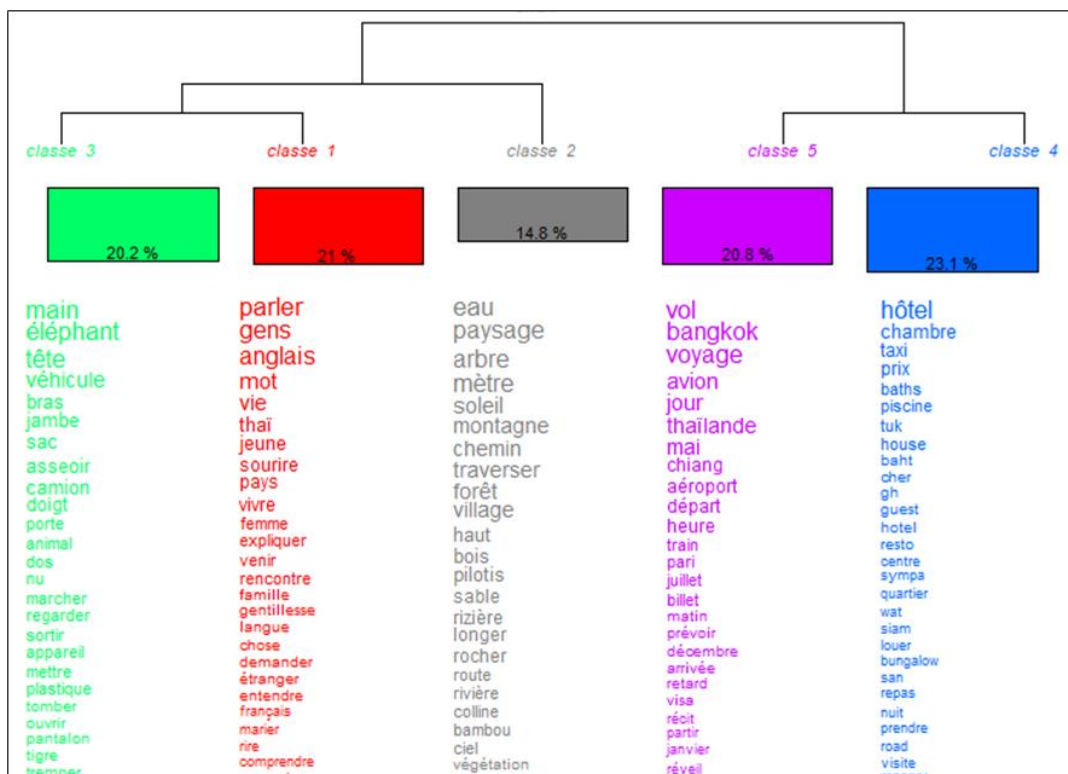 classe 3
classe 1
classe 2
classe 5
classe 4
20.2 %
21 %
14.8 %
20.8 %
23.1 %
main
éléphant
tête
véhicule
bras
jambe
sac
asseoir
camion
doigt
porte
animal
dos
nu
marcher
regarder
sortir
appareil
mettre
plastique
tomber
ouvrir
pantalon
tigre
tremper
parler
gens
anglais
mot
vie
thaï
jeune
sourire
pays
vivre
femme
expliquer
venir
rencontre
famille
gentillesse
langue
chose
demander
étranger
entendre
français
marier
rire
comprendre
eau
paysage
arbre
mètre
soleil
montagne
chemin
traverser
forêt
village
haut
bois
pilotis
sable
rizière
longer
rocher
route
rivière
colline
bambou
ciel
végétation
vol
bangkok
voyage
avion
jour
thaïlande
mai
chiang
aéroport
départ
heure
train
pari
juillet
billet
matin
prévoir
décembre
arrivée
retard
visa
récit
partir
janvier
réveil
hôtel
chambre
taxi
prix
baths
piscine
tuk
house
baht
cher
gh
guest
hotel
resto
centre
sympa
quartier
wat
siam
louer
bungalow
san
repas
nuit
prendre
road
visite